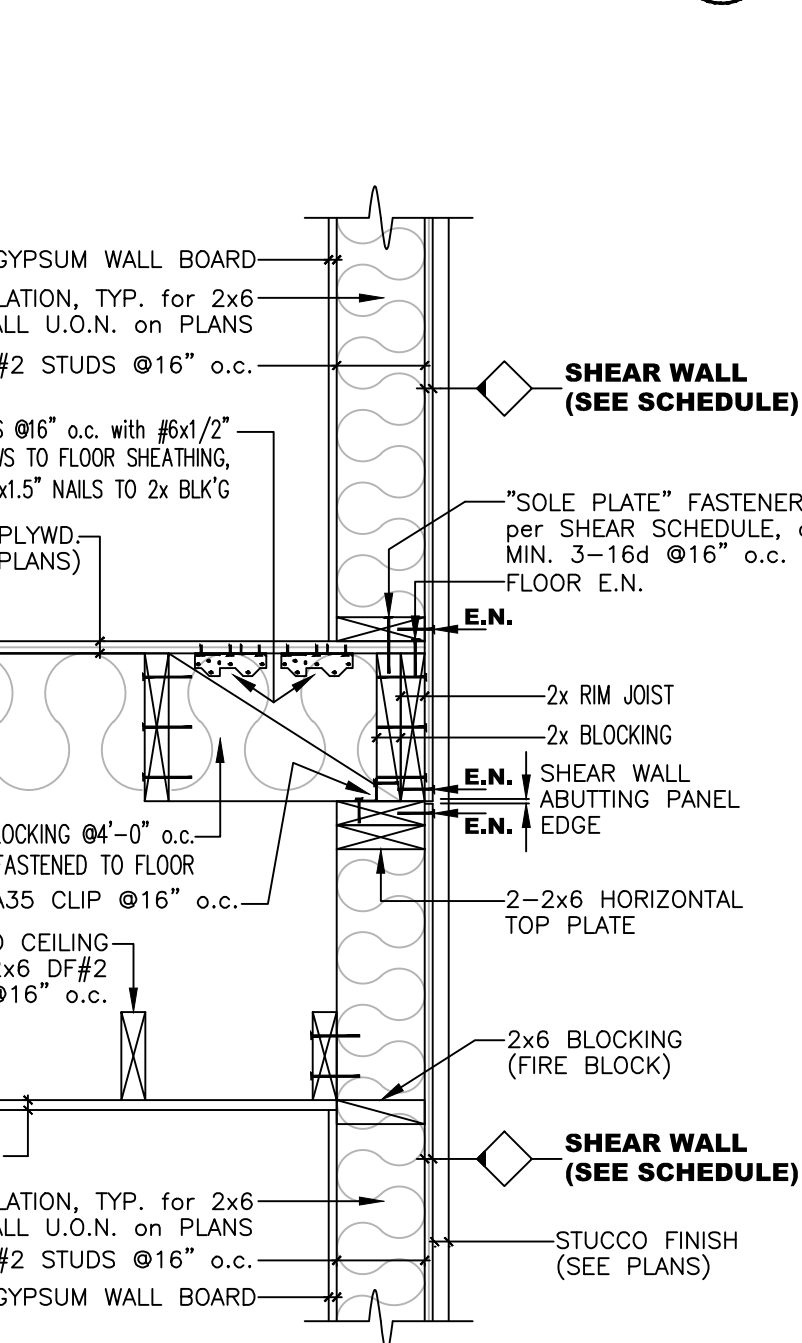 GYPSUM WALL BOARD
LATION, TYP. for 2x6
ALL U.O.N. on PLANS
#2 STUDS @16" o.c.
SHEAR WALL
(SEE SCHEDULE)
S @16" o.c. with #6x1/2"
WS TO FLOOR SHEATHING,
x1.5" NAILS TO 2x BLK'G
"SOLE PLATE" FASTENER
per SHEAR SCHEDULE,
MIN. 3-16d @16" o.c.
FLOOR E.N.
PLYWD.
PLANS)
E.N.
2x RIM JOIST
2x BLOCKING
E.N.
SHEAR WALL
ABUTTING PANEL
EDGE
E.N.
LOCKING @4'-0" o.c.
FASTENED TO FLOOR
A35 CLIP @16" o.c.
2-2x6 HORIZONTAL
TOP PLATE
CEILING
2x6 DF#2
@16" o.c.
2x6 BLOCKING
(FIRE BLOCK)
SHEAR WALL
(SEE SCHEDULE)
LATION, TYP. for 2x6
ALL U.O.N. on PLANS
#2 STUDS @16" o.c.
GYPSUM WALL BOARD
STUCCO FINISH
(SEE PLANS)